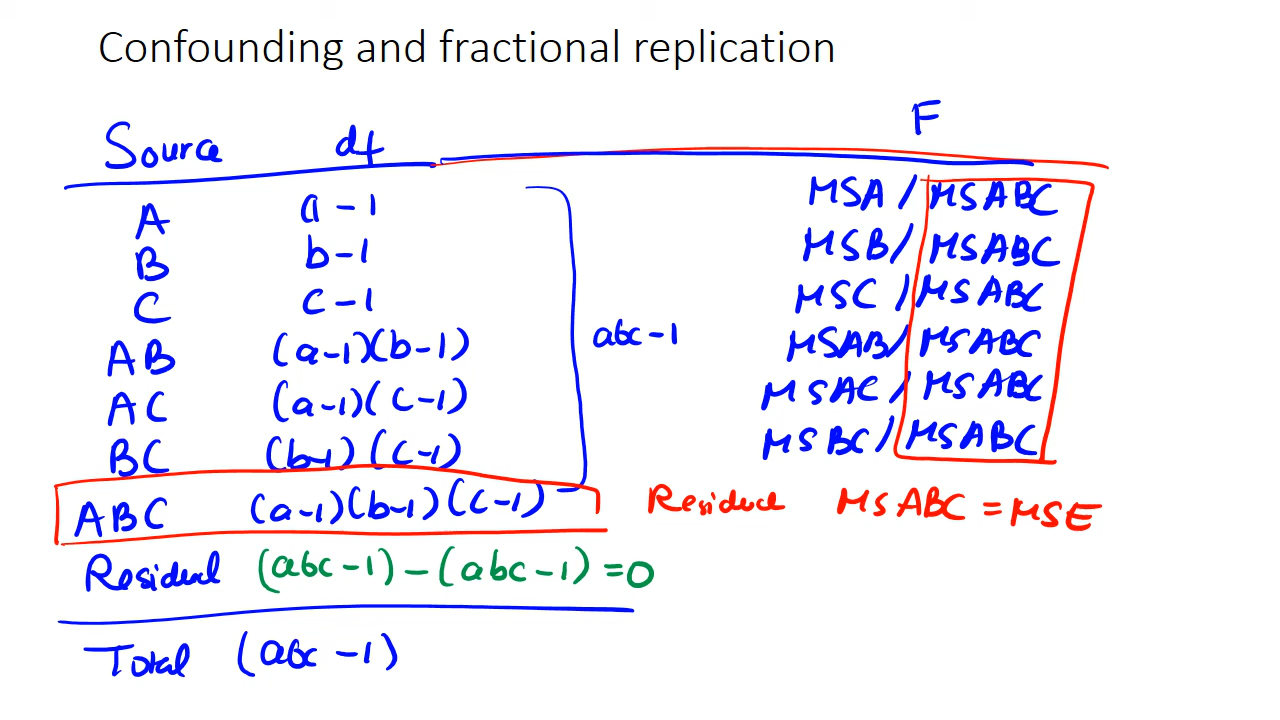 Confounding and fractional replication
Source df F
A a - 1 MSA / MSABC
B b - 1 MSB / MSABC
C c - 1 MSC / MSABC
abc - 1
AB (a-1)(b-1) MSAB / MSABC
AC (a-1)(c-1) MSAC / MSABC
BC (b-1)(c-1) MSBC / MSABC
ABC (a-1)(b-1)(c-1) Residual MSABC = MSE
Residual (abc - 1) - (abc - 1) = 0
Total (abc - 1)